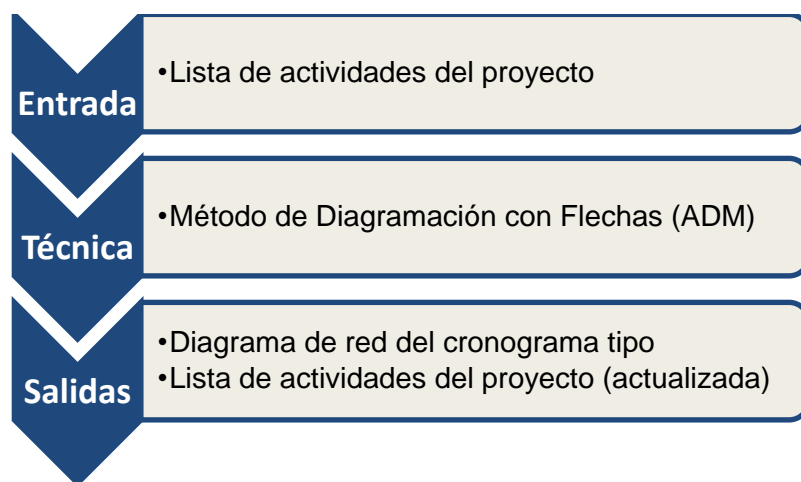 Entrada
•Lista de actividades del proyecto
Técnica
•Método de Diagramación con Flechas (ADM)
Salidas
•Diagrama de red del cronograma tipo
•Lista de actividades del proyecto (actualizada)